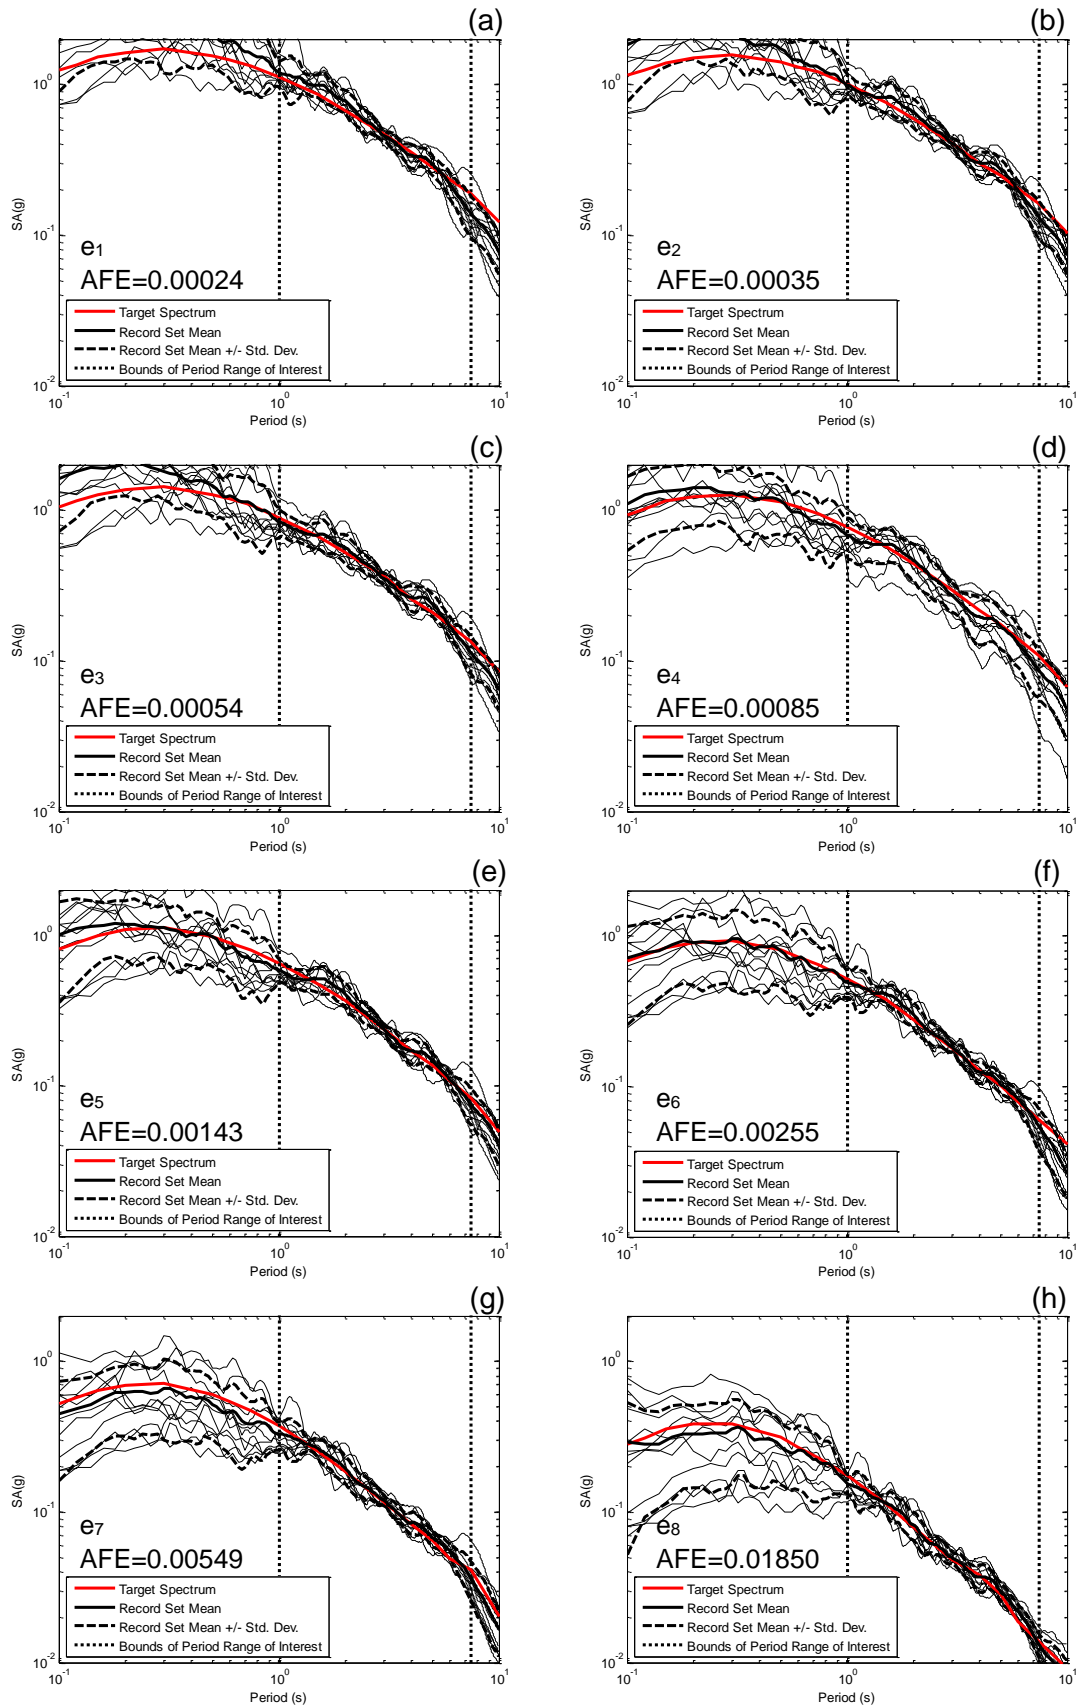 (a)
10⁰
SA(g)
10⁻¹
10⁻²
e1
AFE=0.00024
Target Spectrum
Record Set Mean
Record Set Mean +/- Std. Dev.
Bounds of Period Range of Interest
10⁻¹ 10⁰ 10¹
Period (s)
(b)
10⁰
SA(g)
10⁻¹
10⁻²
e2
AFE=0.00035
Target Spectrum
Record Set Mean
Record Set Mean +/- Std. Dev.
Bounds of Period Range of Interest
10⁻¹ 10⁰ 10¹
Period (s)
(c)
10⁰
SA(g)
10⁻¹
10⁻²
e3
AFE=0.00054
Target Spectrum
Record Set Mean
Record Set Mean +/- Std. Dev.
Bounds of Period Range of Interest
10⁻¹ 10⁰ 10¹
Period (s)
(d)
10⁰
SA(g)
10⁻¹
10⁻²
e4
AFE=0.00085
Target Spectrum
Record Set Mean
Record Set Mean +/- Std. Dev.
Bounds of Period Range of Interest
10⁻¹ 10⁰ 10¹
Period (s)
(e)
10⁰
SA(g)
10⁻¹
10⁻²
e5
AFE=0.00143
Target Spectrum
Record Set Mean
Record Set Mean +/- Std. Dev.
Bounds of Period Range of Interest
10⁻¹ 10⁰ 10¹
Period (s)
(f)
10⁰
SA(g)
10⁻¹
10⁻²
e6
AFE=0.00255
Target Spectrum
Record Set Mean
Record Set Mean +/- Std. Dev.
Bounds of Period Range of Interest
10⁻¹ 10⁰ 10¹
Period (s)
(g)
10⁰
SA(g)
10⁻¹
10⁻²
e7
AFE=0.00549
Target Spectrum
Record Set Mean
Record Set Mean +/- Std. Dev.
Bounds of Period Range of Interest
10⁻¹ 10⁰ 10¹
Period (s)
(h)
10⁰
SA(g)
10⁻¹
10⁻²
e8
AFE=0.01850
Target Spectrum
Record Set Mean
Record Set Mean +/- Std. Dev.
Bounds of Period Range of Interest
10⁻¹ 10⁰ 10¹
Period (s)